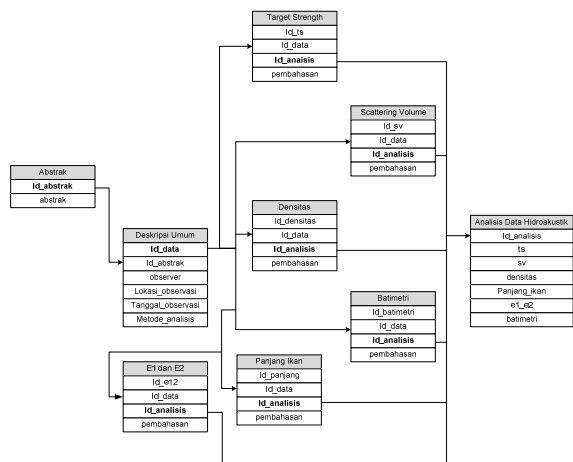 Target Strength
Id_ts
Id_data
Id_anaisis
pembahasan
Scattering Volume
Id_sv
Id_data
Id_analisis
pembahasan
Abstrak
Id_abstrak
abstrak
Densitas
Id_densitas
Id_data
Id_analisis
pembahasan
Deskripsi Umum
Id_data
Id_abstrak
observer
Lokasi_observasi
Tanggal_observasi
Metode_analisis
Analisis Data Hidroakustik
Id_analisis
ts
sv
densitas
Panjang_ikan
e1_e2
batimetri
Batimetri
Id_batimetri
Id_data
Id_analisis
pembahasan
E1 dan E2
Id_e12
Id_data
Id_analisis
pembahasan
Panjang Ikan
Id_panjang
Id_data
Id_analisis
pembahasan